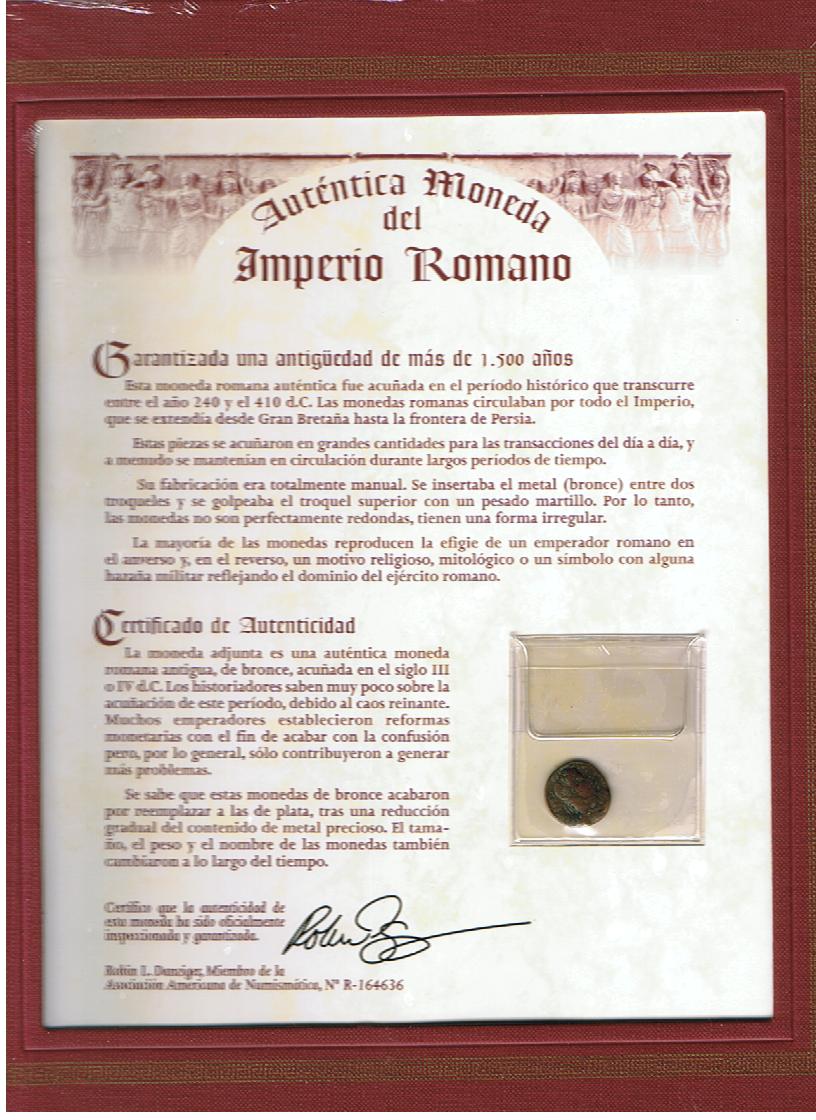 Auténtica Moneda
del
Imperio Romano
Garantizada una antigüedad de más de 1.500 años
Esta moneda romana auténtica fue acuñada en el período histórico que transcurre
entre el año 240 y el 410 d.C. Las monedas romanas circulaban por todo el Imperio,
que se extendía desde Gran Bretaña hasta la frontera de Persia.
Estas piezas se acuñaron en grandes cantidades para las transacciones del día a día, y
a menudo se mantenían en circulación durante largos períodos de tiempo.
Su fabricación era totalmente manual. Se insertaba el metal (bronce) entre dos
troqueles y se golpeaba el troquel superior con un pesado martillo. Por lo tanto,
las monedas no son perfectamente redondas, tienen una forma irregular.
La mayoría de las monedas reproducen la efigie de un emperador romano en
el anverso y, en el reverso, un motivo religioso, mitológico o un símbolo con alguna
hazaña militar reflejando el dominio del ejército romano.
Certificado de Autenticidad
La moneda adjunta es una auténtica moneda
romana antigua, de bronce, acuñada en el siglo III
o IV d.C. Los historiadores saben muy poco sobre la
acuñación de este período, debido al caos reinante.
Muchos emperadores establecieron reformas
monetarias con el fin de acabar con la confusión
pero, por lo general, sólo contribuyeron a generar
más problemas.
Se sabe que estas monedas de bronce acabaron
por reemplazar a las de plata, tras una reducción
gradual del contenido de metal precioso. El tama-
ño, el peso y el nombre de las monedas también
cambiaron a lo largo del tiempo.
Certifico que la autenticidad de
esta moneda ha sido oficialmente
inspeccionada y garantizada.
Robin L. Danziger, Miembro de la
Asociación Americana de Numismática, Nº R-164636